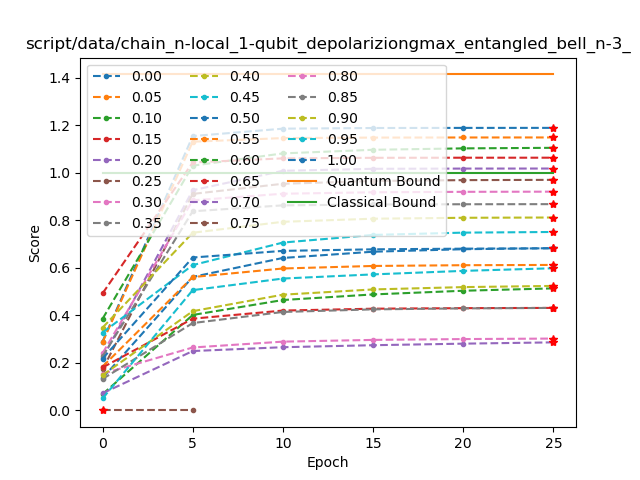 script/data/chain_n-local_1-qubit_depolariziongmax_entangled_bell_n-3_
1.4
1.2
1.0
0.8
0.6
0.4
0.2
0.0
Score
0.00 0.40 0.80
0.05 0.45 0.85
0.10 0.50 0.90
0.15 0.55 0.95
0.20 0.60 1.00
0.25 0.65 Quantum Bound
0.30 0.70 Classical Bound
0.35 0.75
0 5 10 15 20 25
Epoch